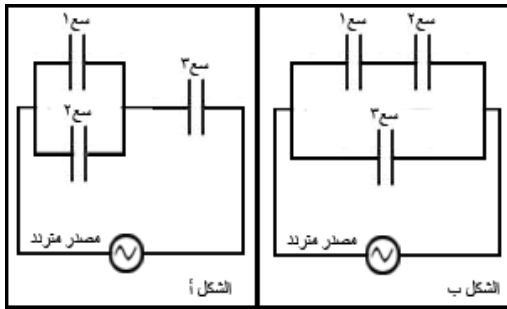 سع١
سع٢
سع٣
مصدر متردد
الشكل أ
سع١
سع٢
سع٣
مصدر متردد
الشكل ب